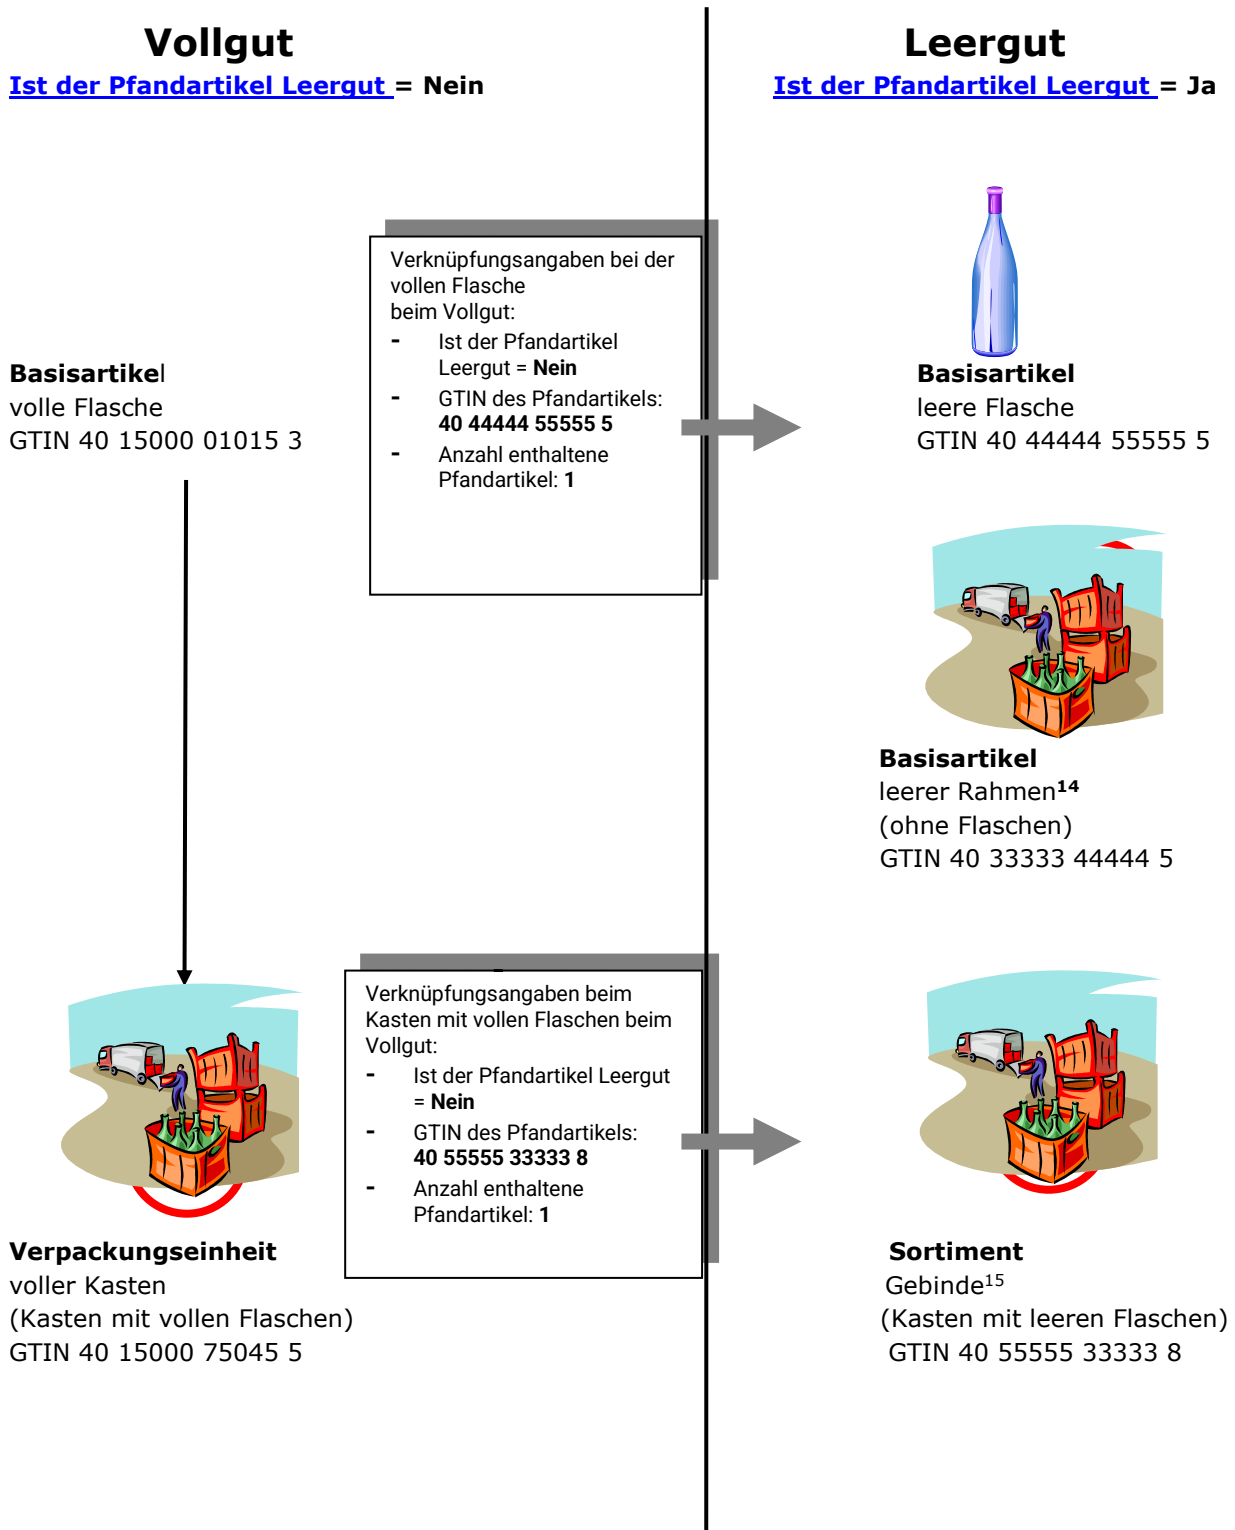 Vollgut
Ist der Pfandartikel Leergut = Nein
Leergut
Ist der Pfandartikel Leergut = Ja
Verknüpfungsangaben bei der
vollen Flasche
beim Vollgut:
- Ist der Pfandartikel
Leergut = Nein
- GTIN des Pfandartikels:
40 44444 55555 5
- Anzahl enthaltene
Pfandartikel: 1
Basisartikel
volle Flasche
GTIN 40 15000 01015 3
Basisartikel
leere Flasche
GTIN 40 44444 55555 5
Basisartikel
leerer Rahmen14
(ohne Flaschen)
GTIN 40 33333 44444 5
Verknüpfungsangaben beim
Kasten mit vollen Flaschen beim
Vollgut:
- Ist der Pfandartikel Leergut
= Nein
- GTIN des Pfandartikels:
40 55555 33333 8
- Anzahl enthaltene
Pfandartikel: 1
Verpackungseinheit
voller Kasten
(Kasten mit vollen Flaschen)
GTIN 40 15000 75045 5
Sortiment
Gebinde15
(Kasten mit leeren Flaschen)
GTIN 40 55555 33333 8